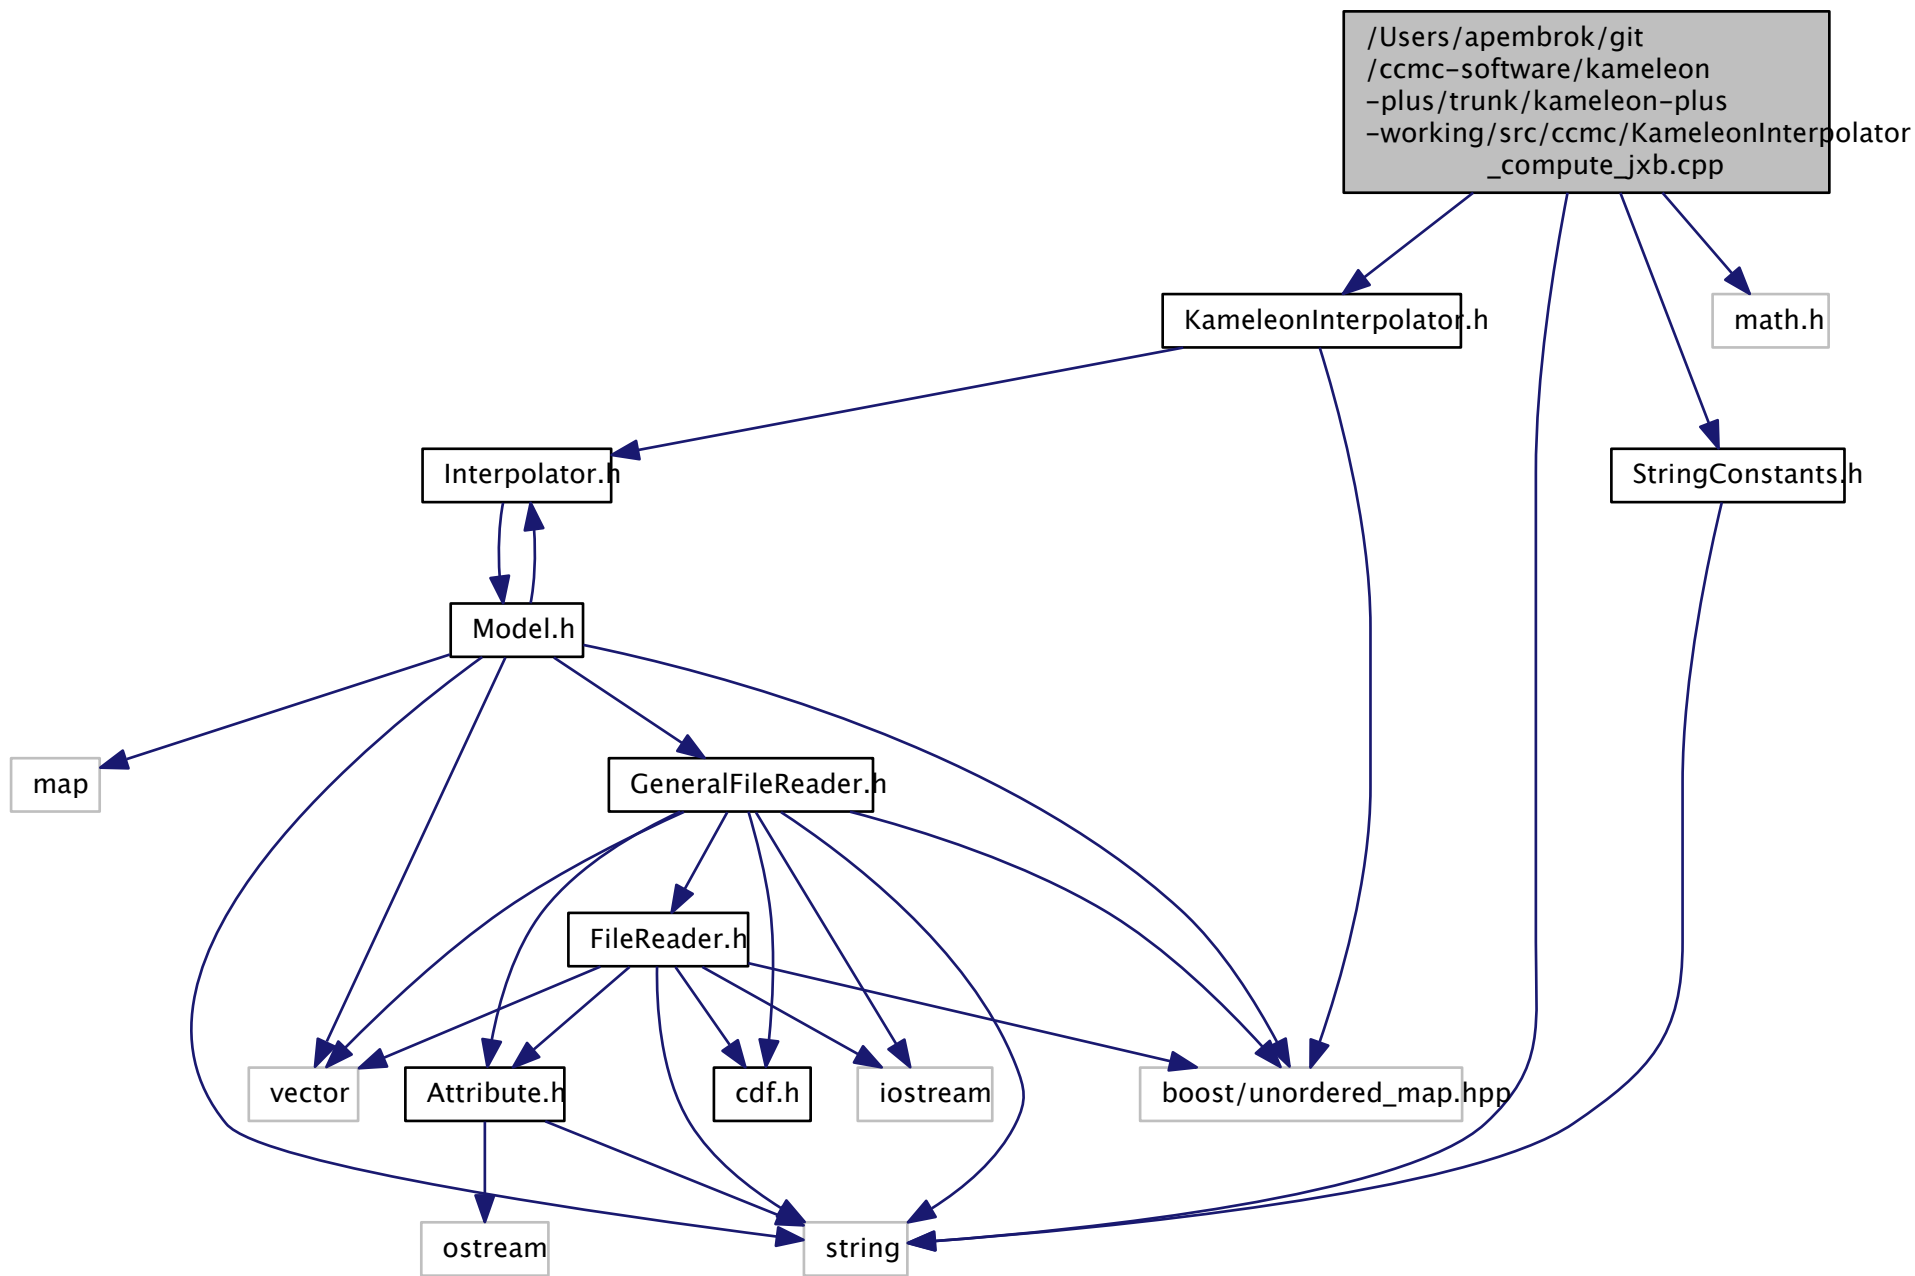 /Users/apembrok/git
/ccmc-software/kameleon
-plus/trunk/kameleon-plus
-working/src/ccmc/KameleonInterpolator
_compute_jxb.cpp
KameleonInterpolator.h
math.h
Interpolator.h
StringConstants.h
Model.h
map
GeneralFileReader.h
FileReader.h
vector
Attribute.h
cdf.h
iostream
boost/unordered_map.hpp
ostream
string